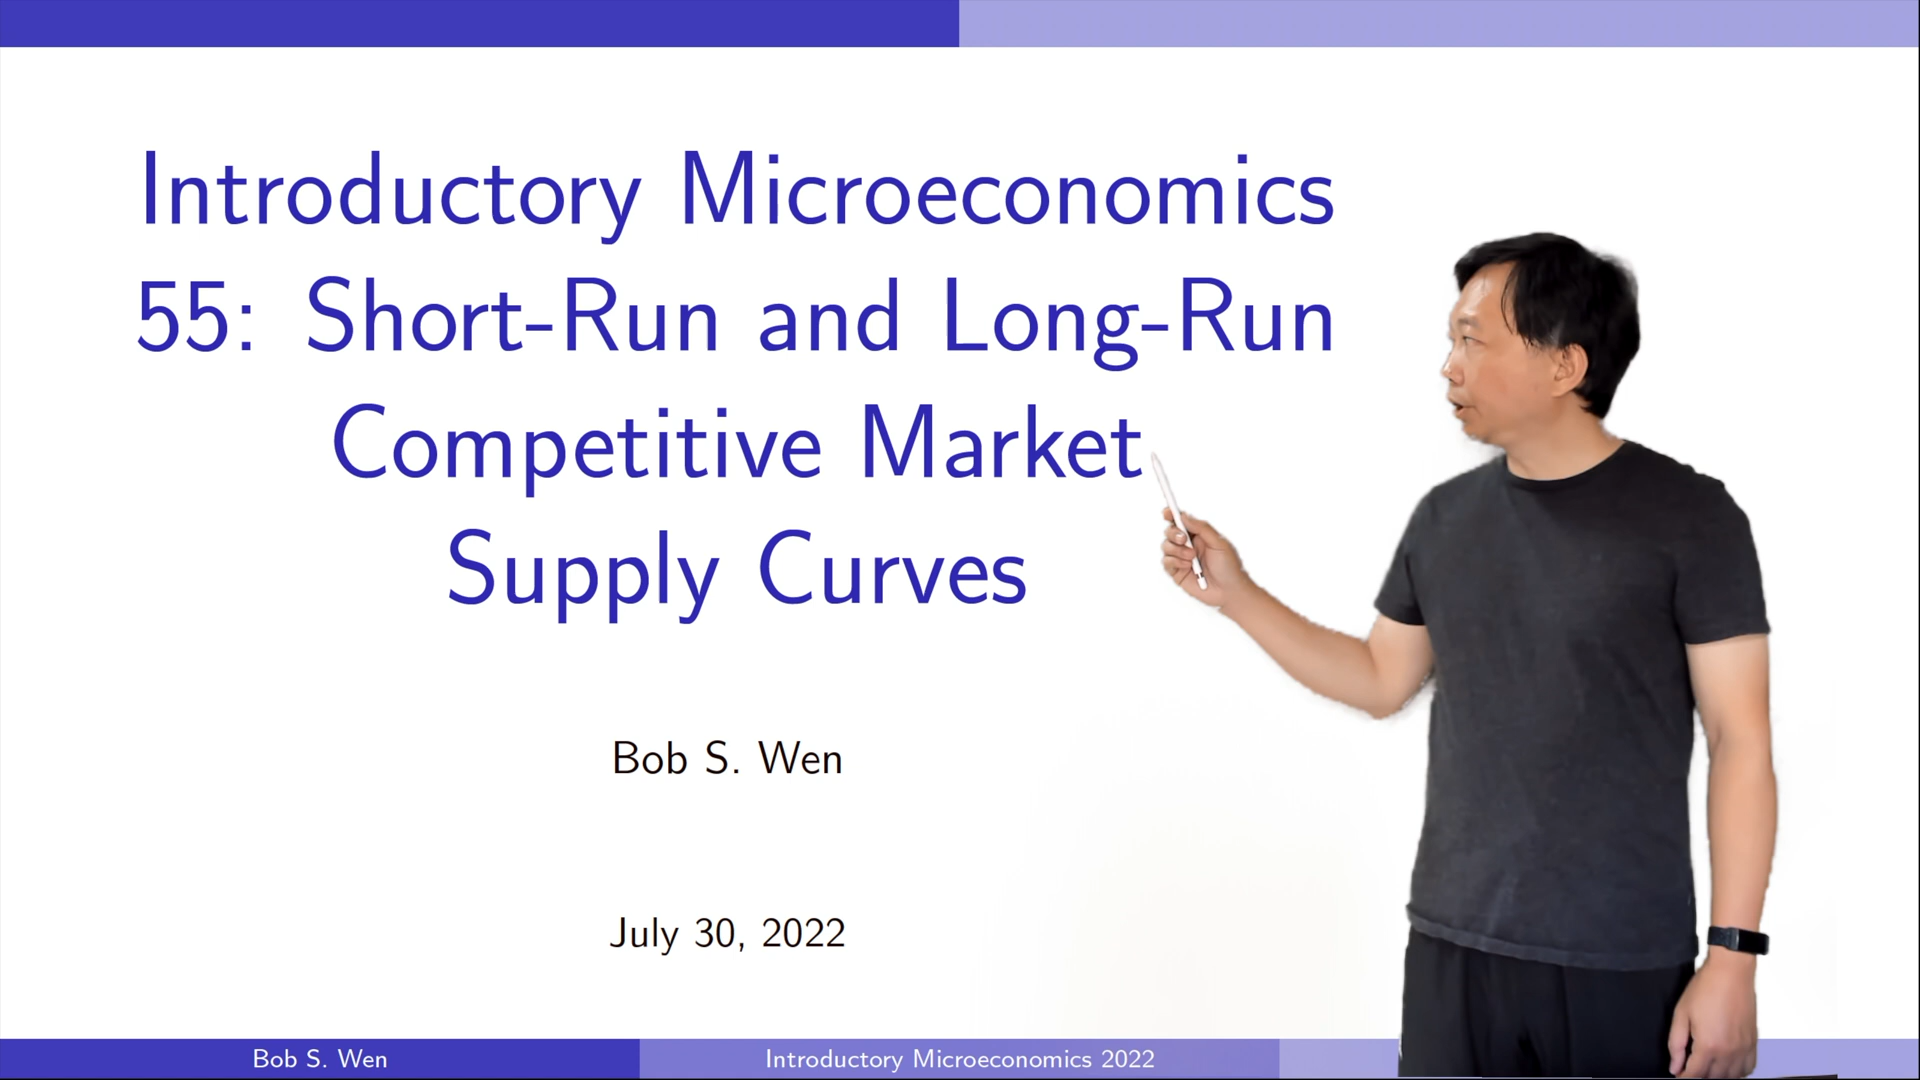 Introductory Microeconomics
55: Short-Run and Long-Run
Competitive Market
Supply Curves
Bob S. Wen
July 30, 2022
Bob S. Wen
Introductory Microeconomics 2022